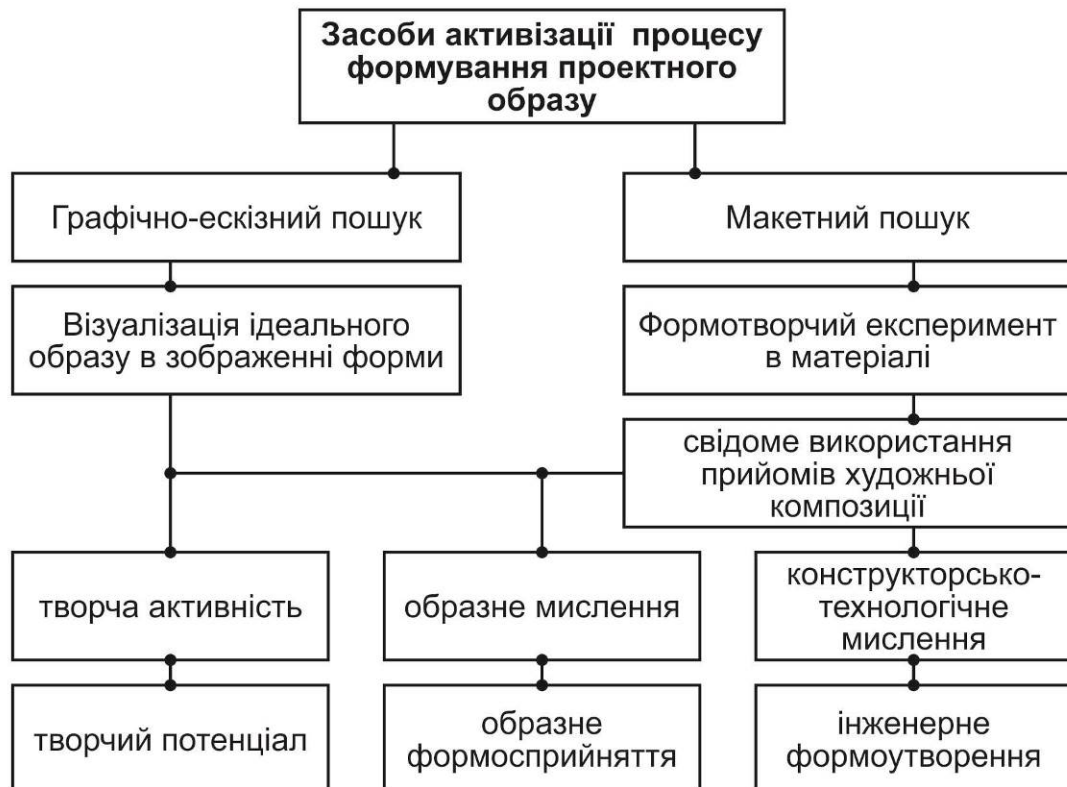 Засоби активізації процесу
формування проектного
образу
Графічно-ескізний пошук
Макетний пошук
Візуалізація ідеального
образу в зображенні форми
Формотворчий експеримент
в матеріалі
свідоме використання
прийомів художньої
композиції
творча активність
образне мислення
конструкторсько-
технологічне
мислення
творчий потенціал
образне
формосприйняття
інженерне
формоутворення